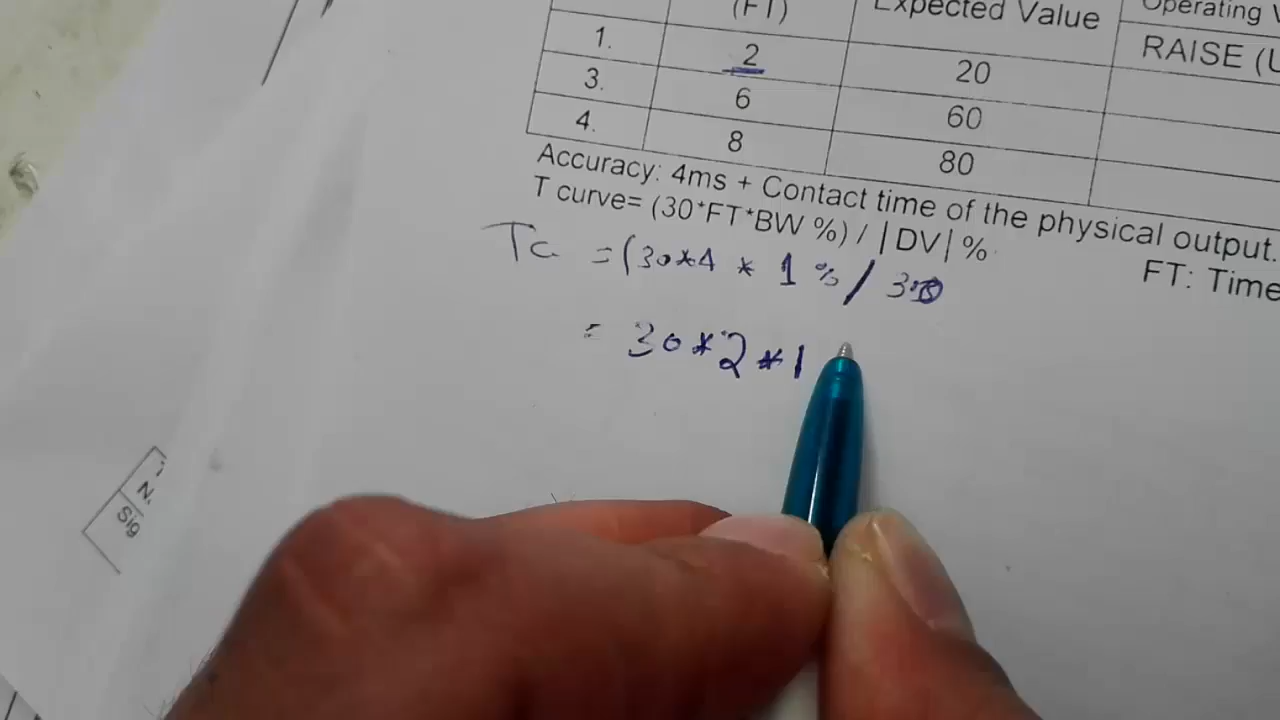 (FT) Expected Value Operating
RAISE (U
1. 2 20
3. 6 60
4. 8 80
Accuracy: 4ms + Contact time of the physical output.
T curve= (30*FT*BW %) / |DV| %
FT: Time
Tc = (30*4 * 1 % /
= 30*2*1
N.
Sig